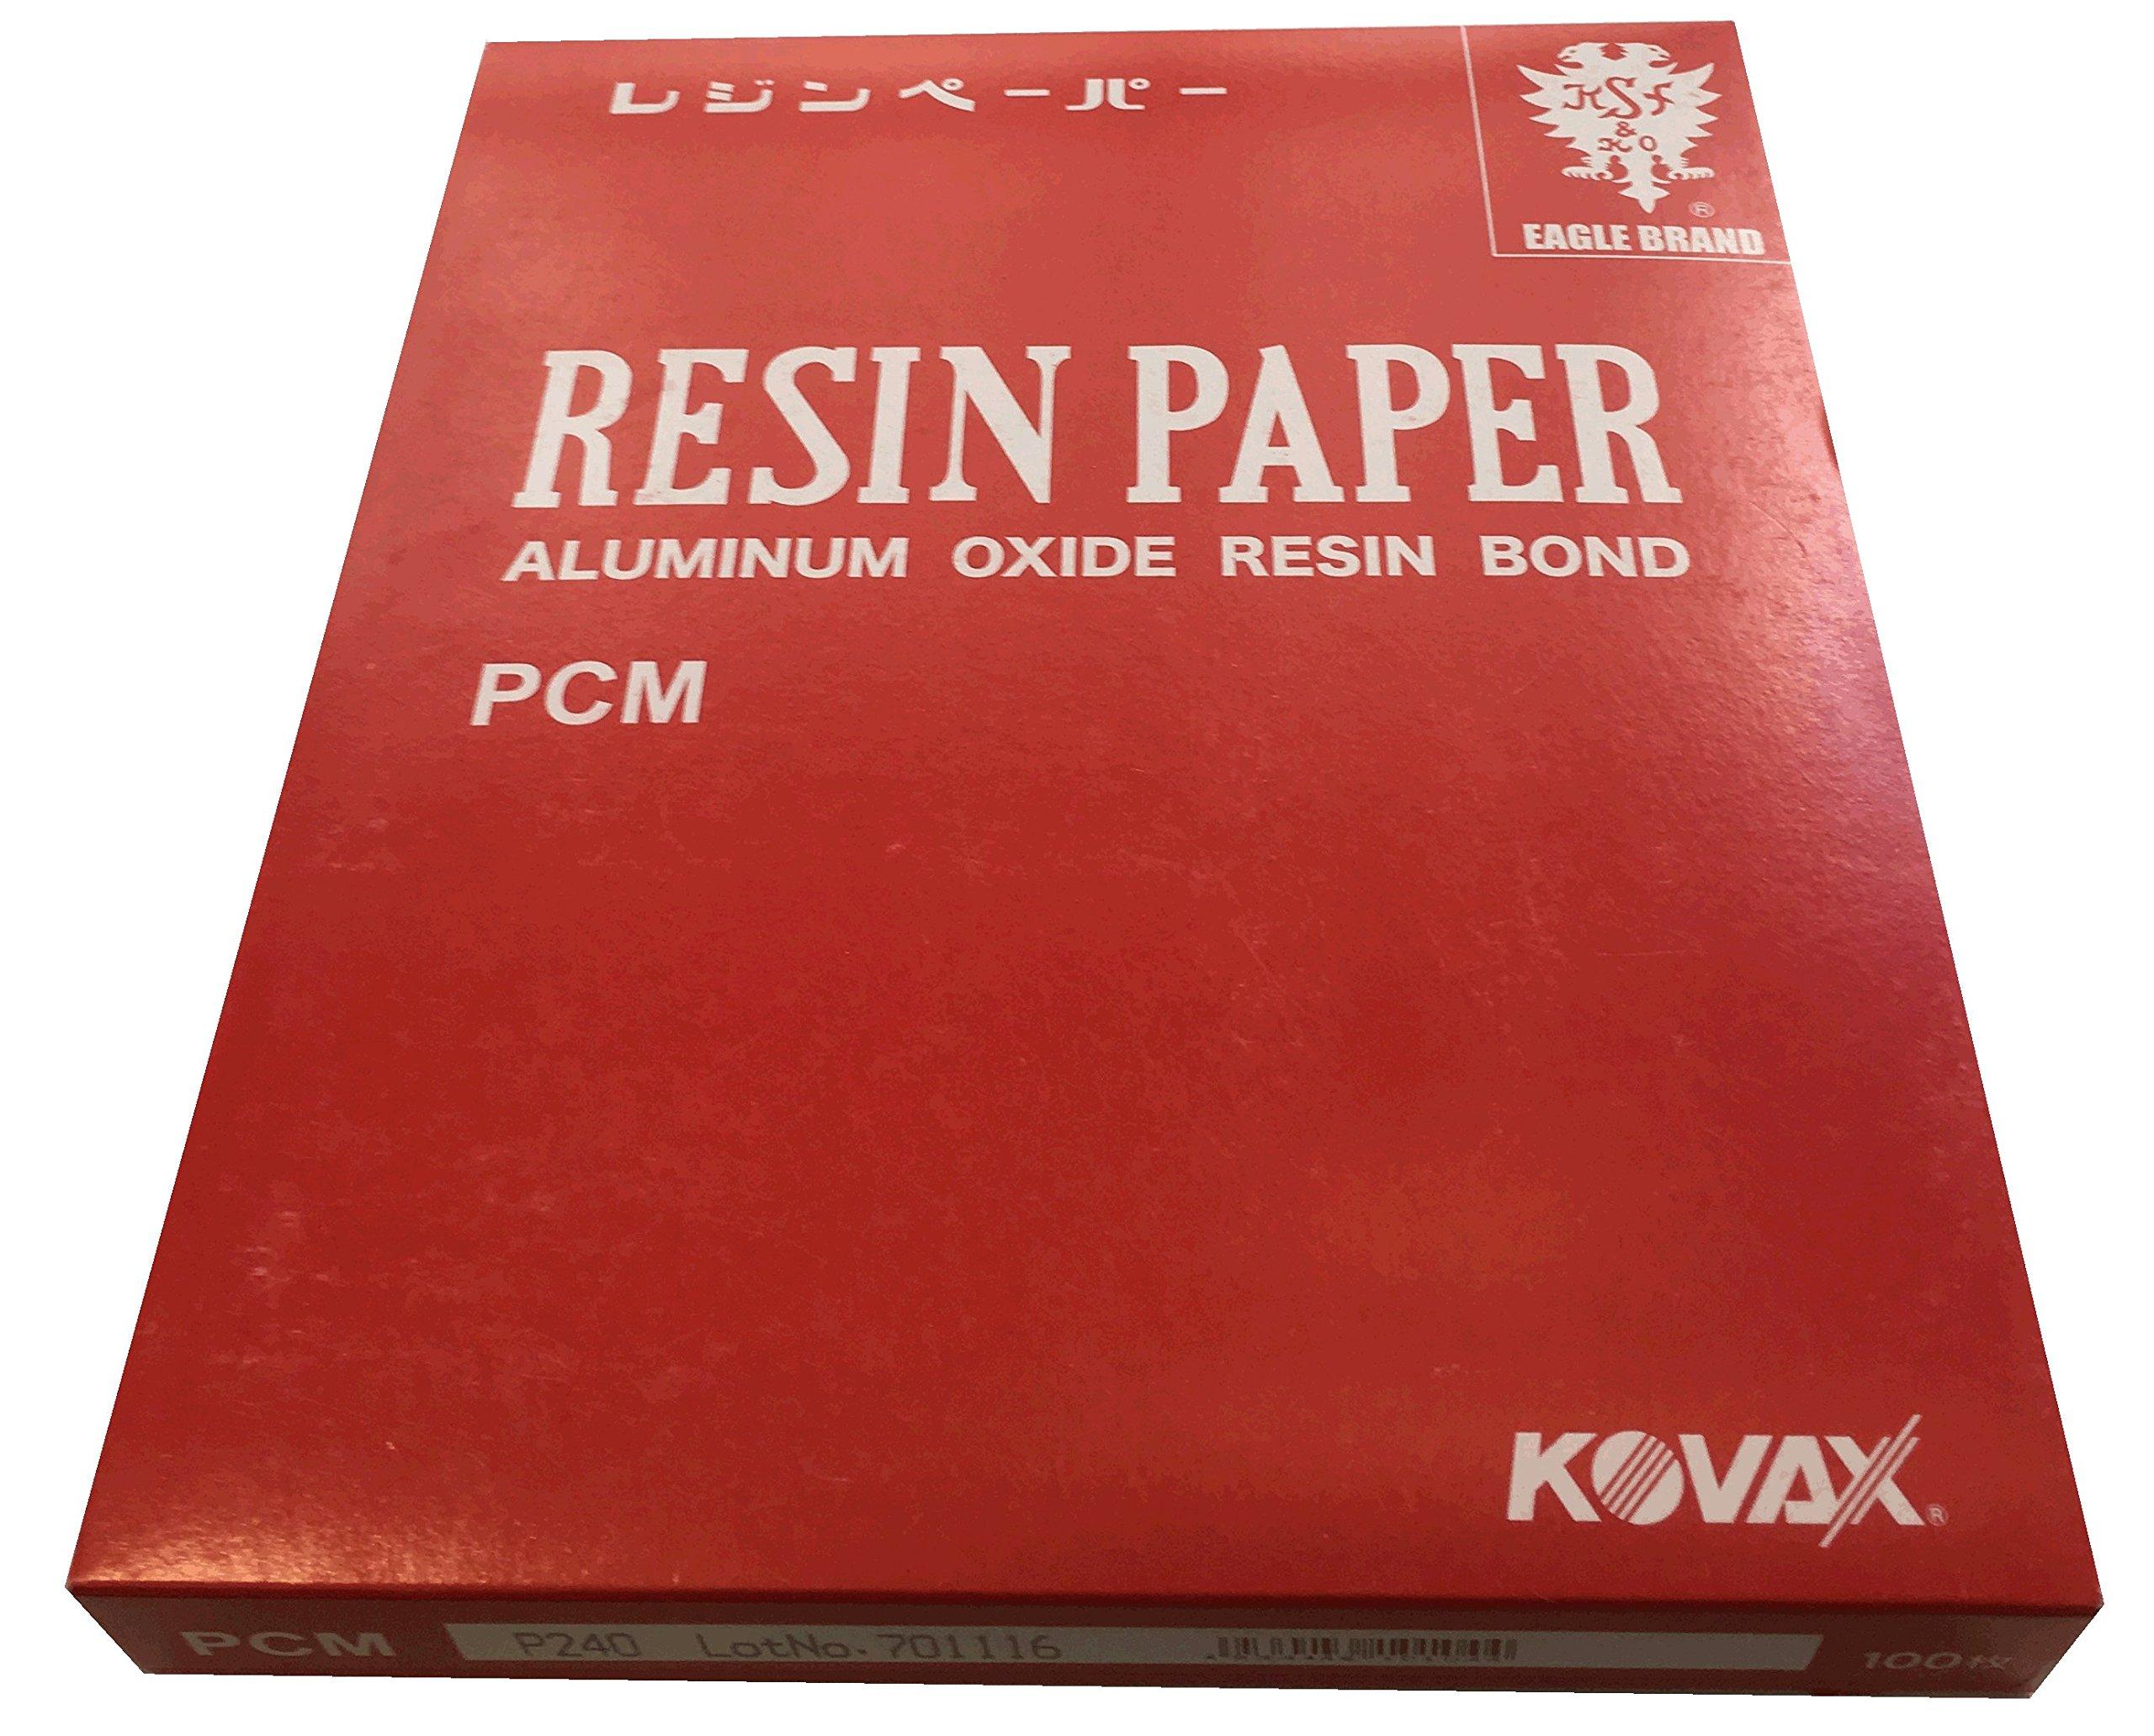 レジンペーパー
KSf
& 
KO
®
EAGLE BRAND
RESIN PAPER
ALUMINUM OXIDE RESIN BOND
PCM
KOVAX®
PCM P240 LotNo.701116 100枚